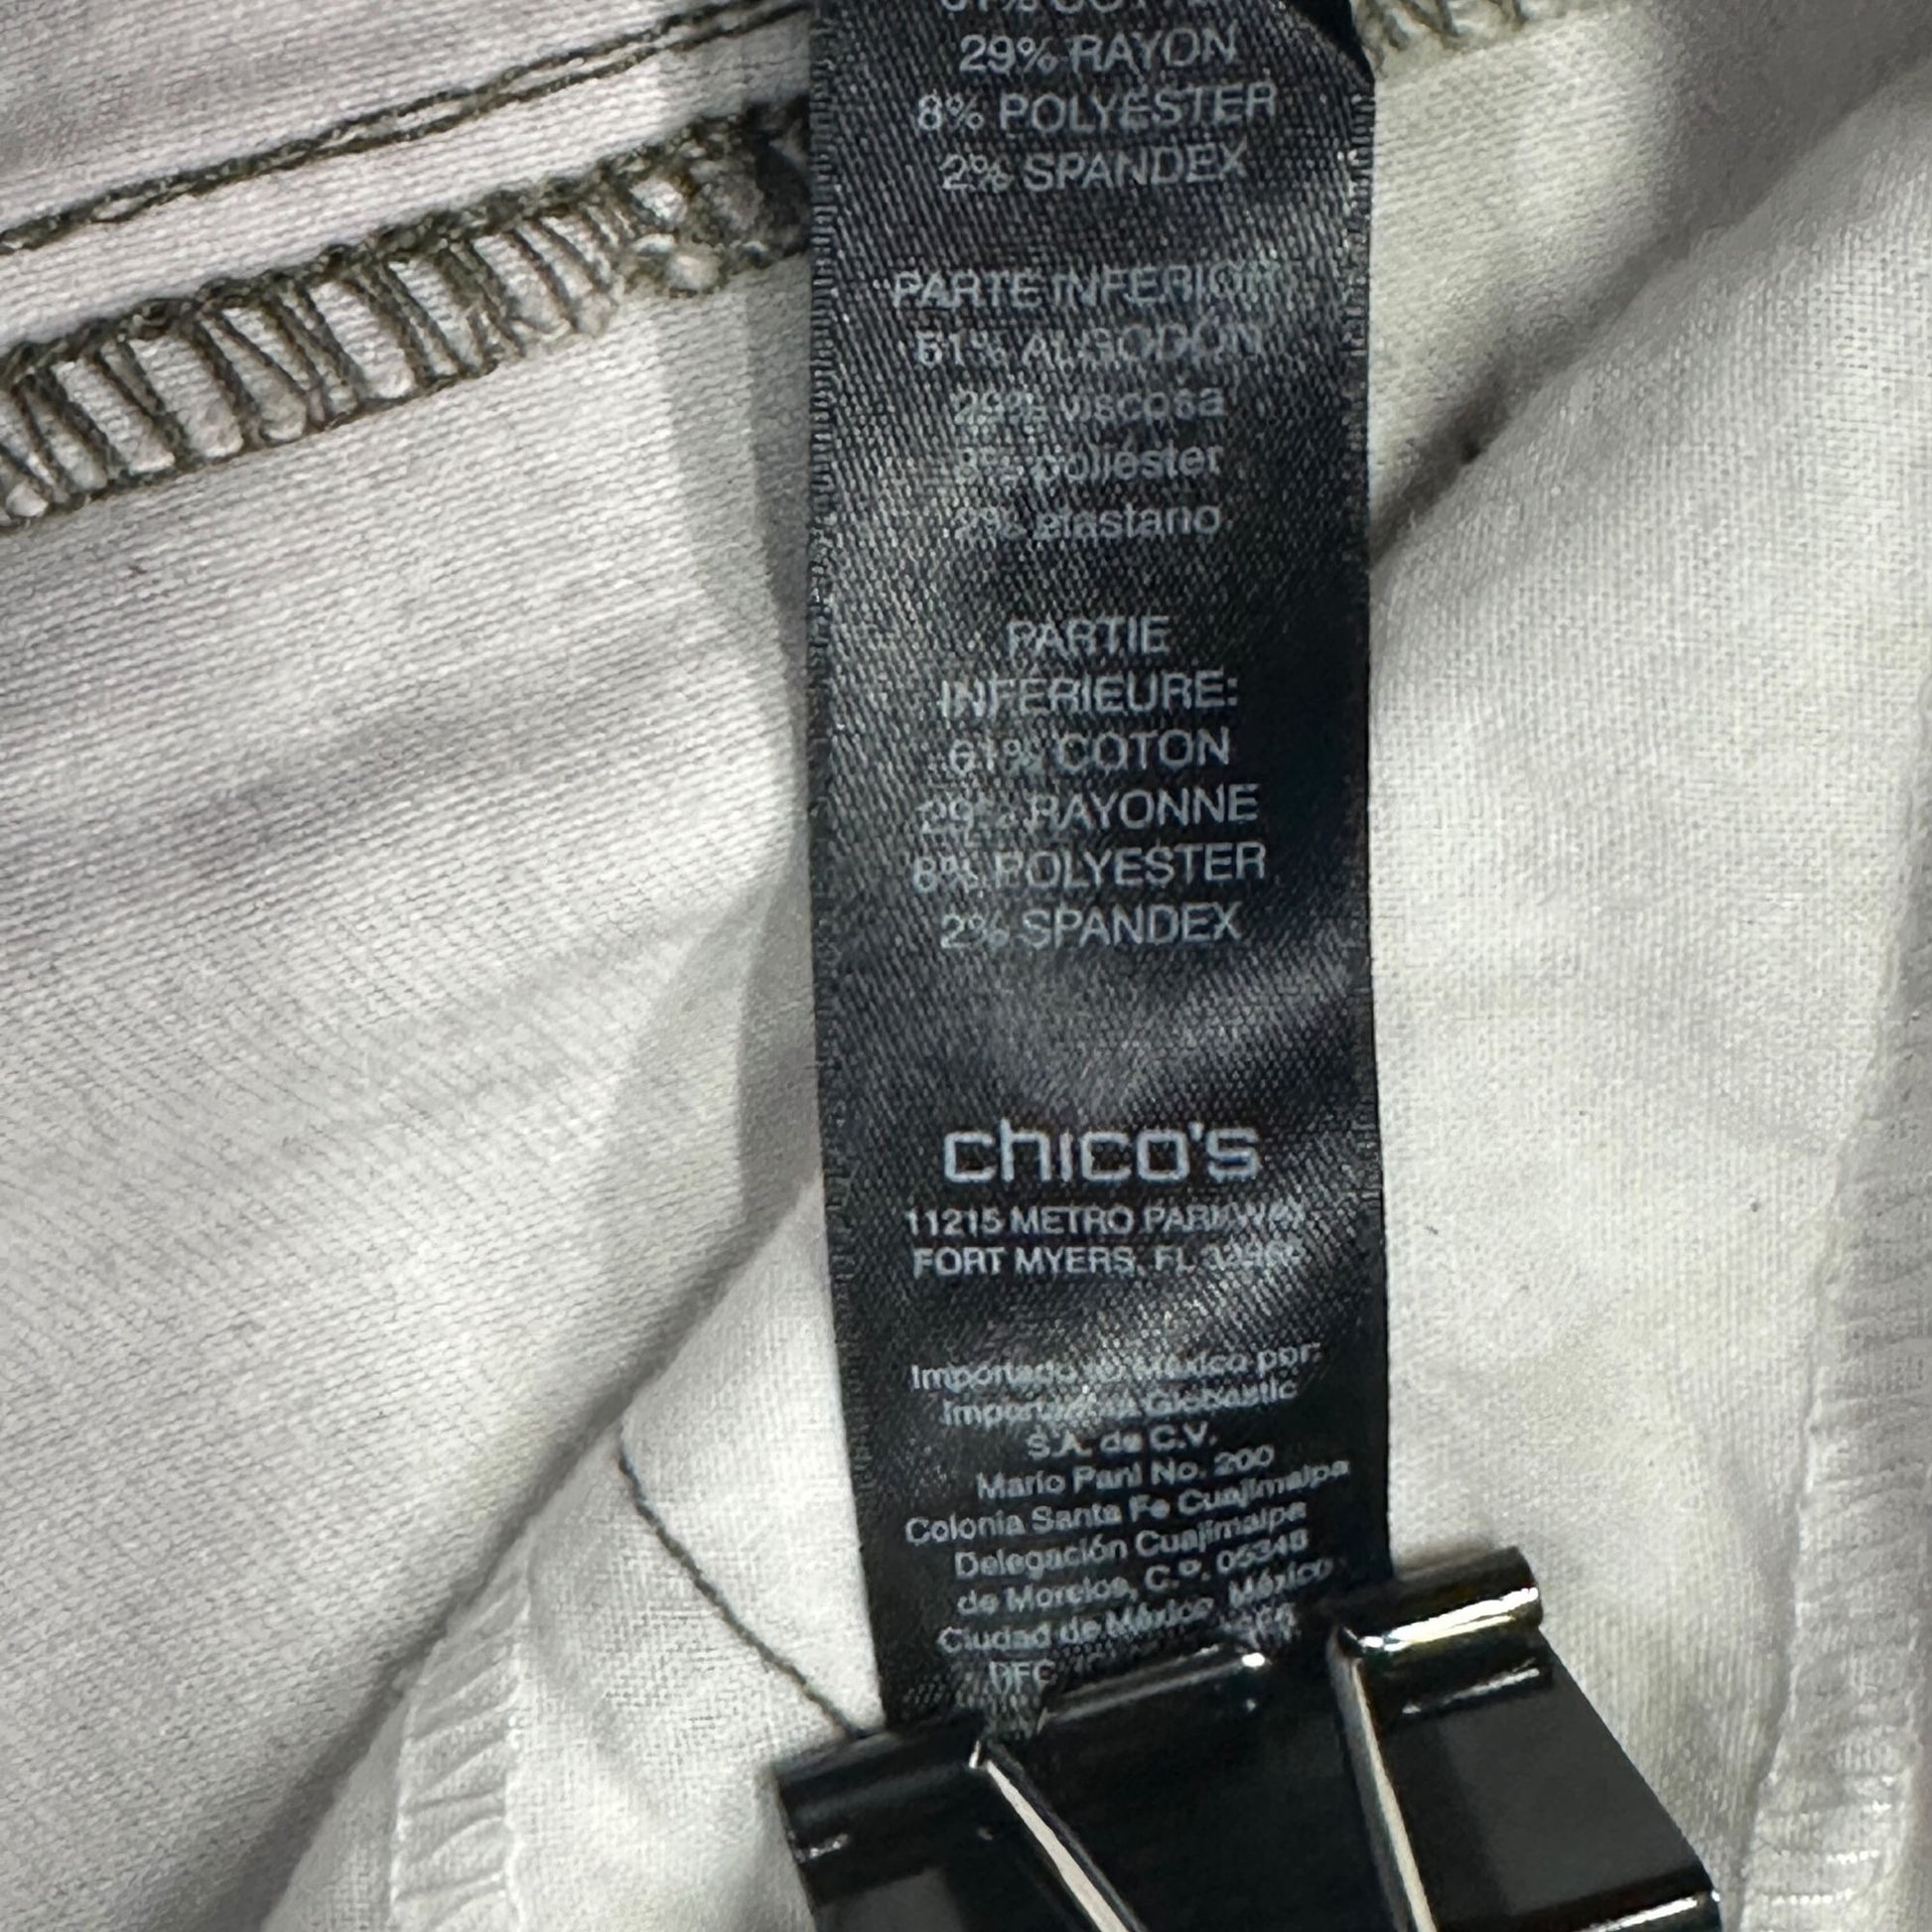 61% COTTON
29% RAYON
8% POLYESTER
2% SPANDEX
PARTE INFERIOR
61% ALGODÓN
29% viscosa
8% poliéster
2% elastano
PARTIE
INFERIEURE:
61% COTON
29% RAYONNE
8% POLYESTER
2% SPANDEX
chico's
11215 METRO PARKWAY
FORT MYERS, FL
Importado México por:
S.A. de C.V.
Mario Pani No. 200
Colonia Santa Fe Cuajimalpa
Delegación Cuajimalpa
de Morelos, C.P. 05348
Ciudad de México, México